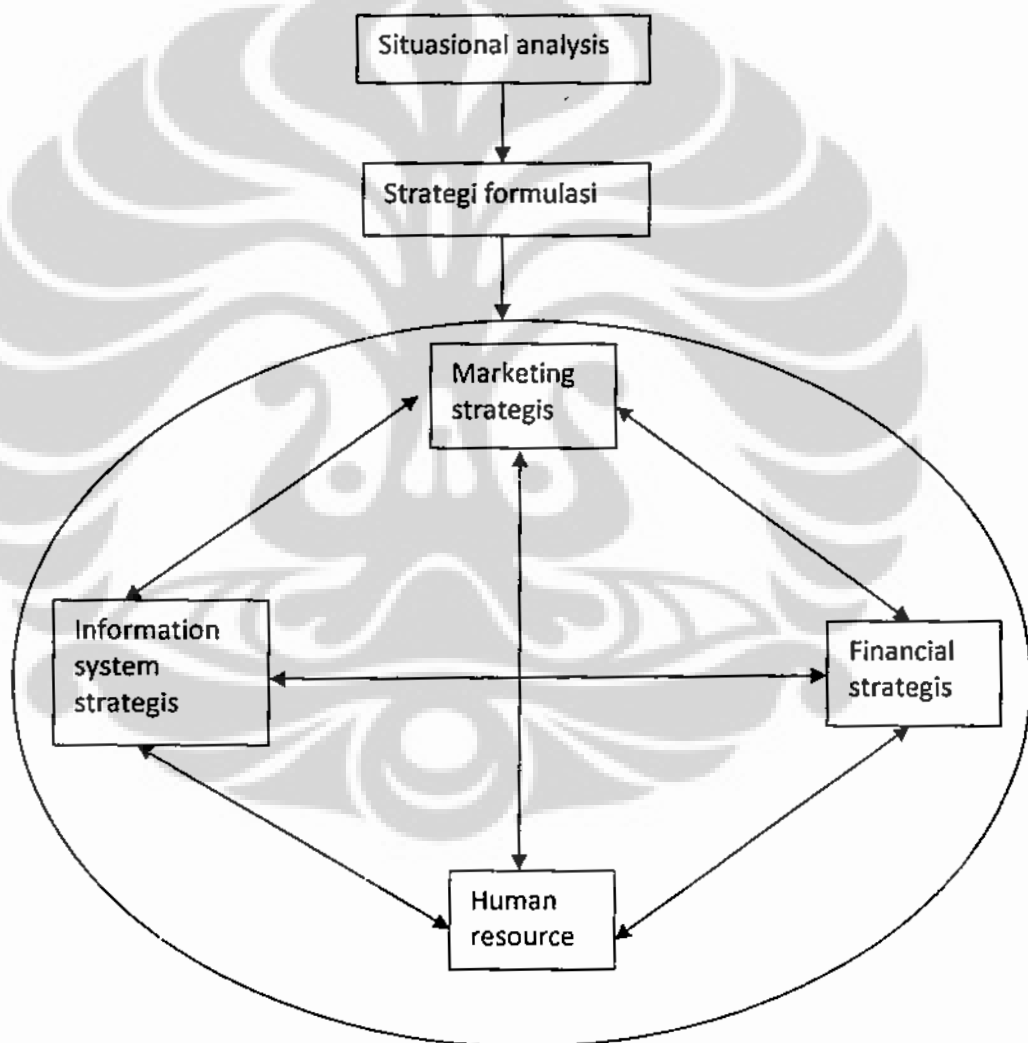 Situasional analysis
Strategi formulasi
Marketing
strategis
Information
system
strategis
Financial
strategis
Human
resource